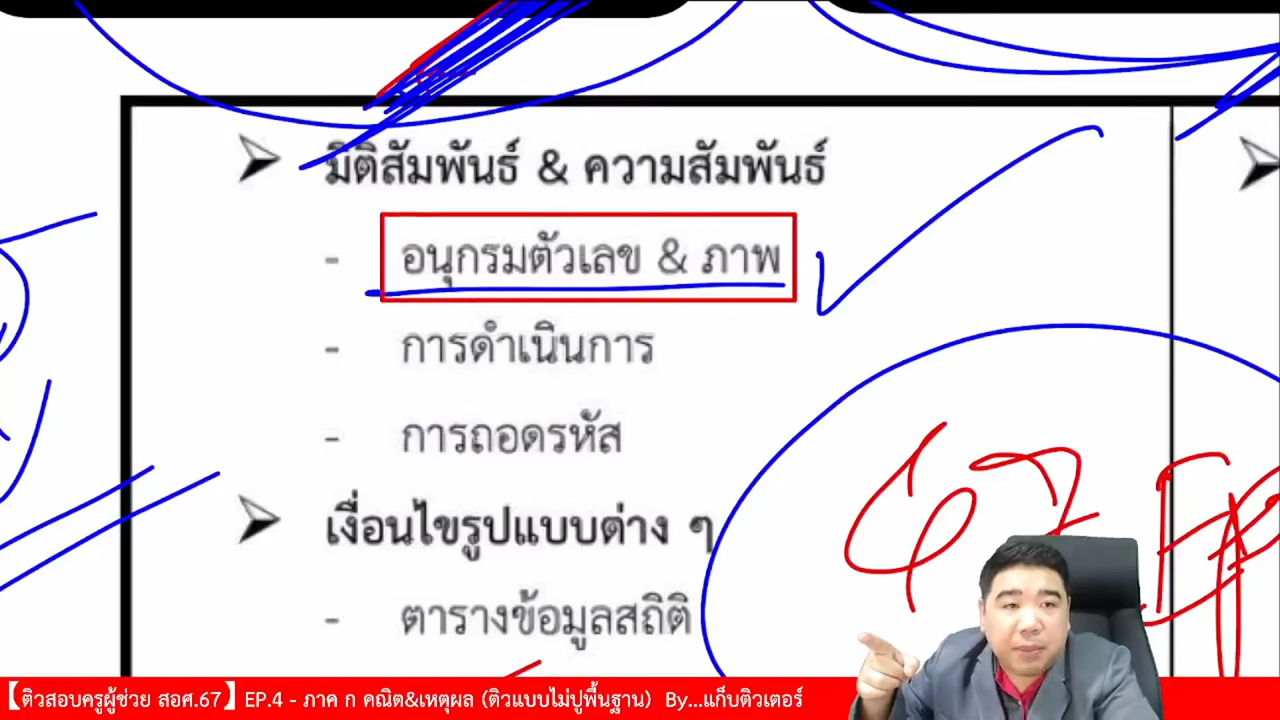 มิติสัมพันธ์ & ความสัมพันธ์
- อนุกรมตัวเลข & ภาพ
- การดำเนินการ
- การถอดรหัส
เงื่อนไขรูปแบบต่าง ๆ
- ตารางข้อมูลสถิติ
67 EP
【ติวสอบครูผู้ช่วย สอศ.67】 EP.4 - ภาค ก คณิต&เหตุผล (ติวแบบไม่ปูพื้นฐาน) By...แก็บติวเตอร์